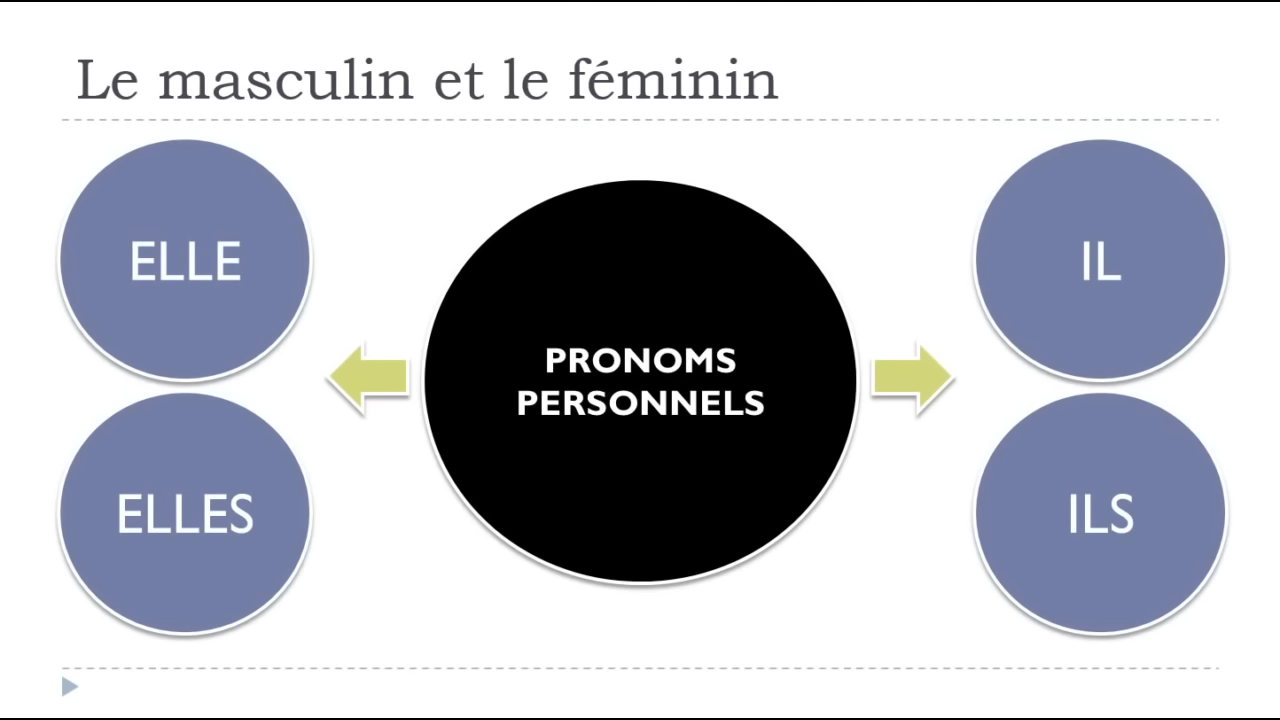 Le masculin et le féminin
ELLE
ELLES
PRONOMS
PERSONNELS
IL
ILS